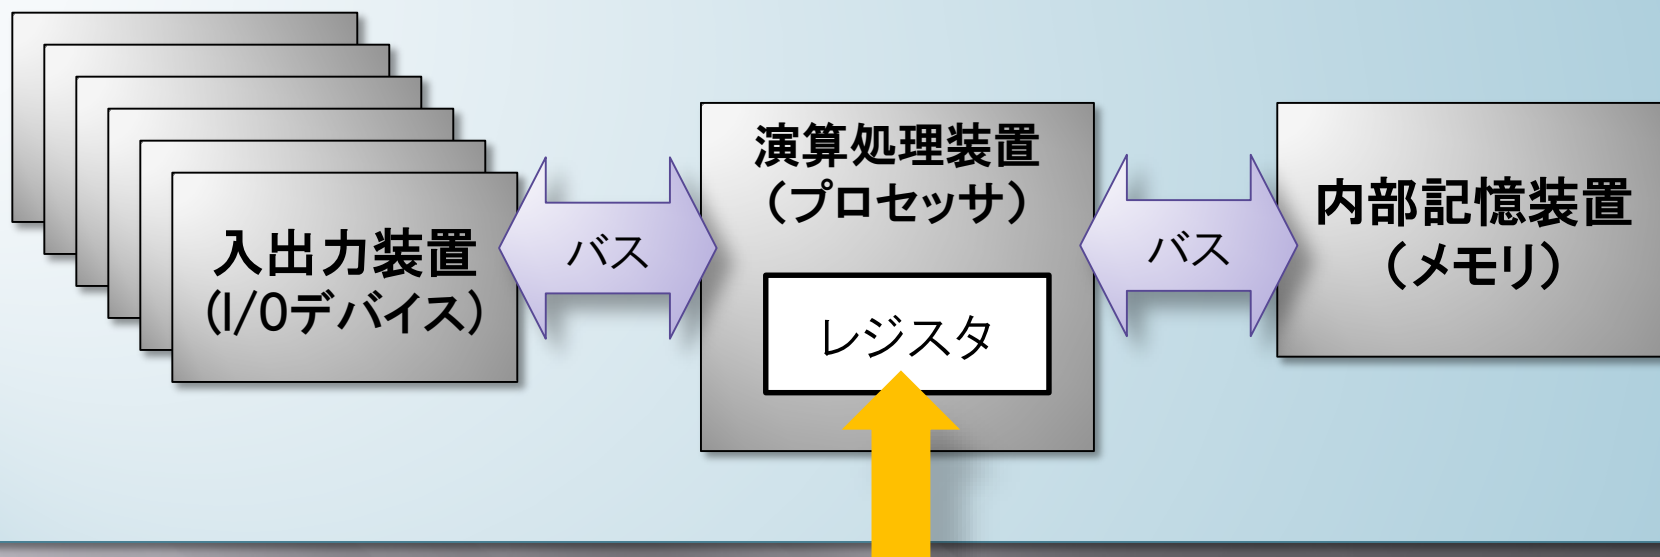 入出力装置
(I/Oデバイス)
バス
演算処理装置
(プロセッサ)
レジスタ
バス
内部記憶装置
(メモリ)